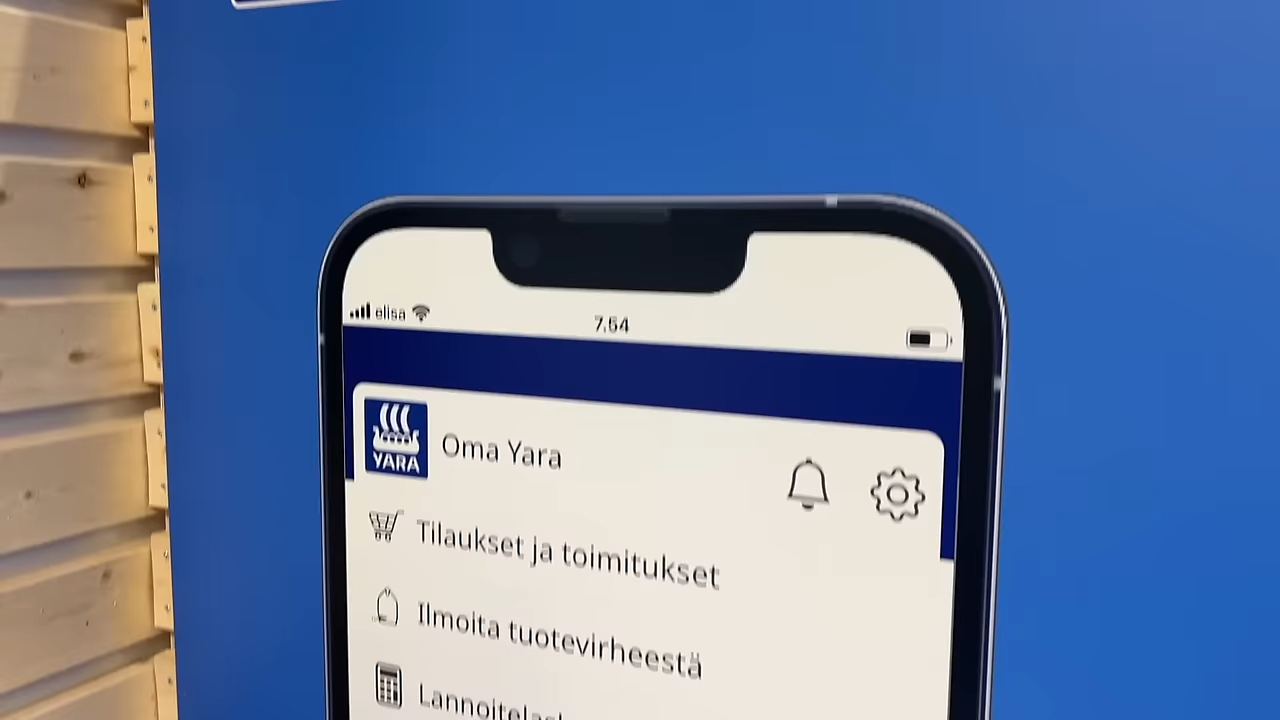 elisa
7.54
YARA
Oma Yara
Tilaukset ja toimitukset
Ilmoita tuotevirheestä